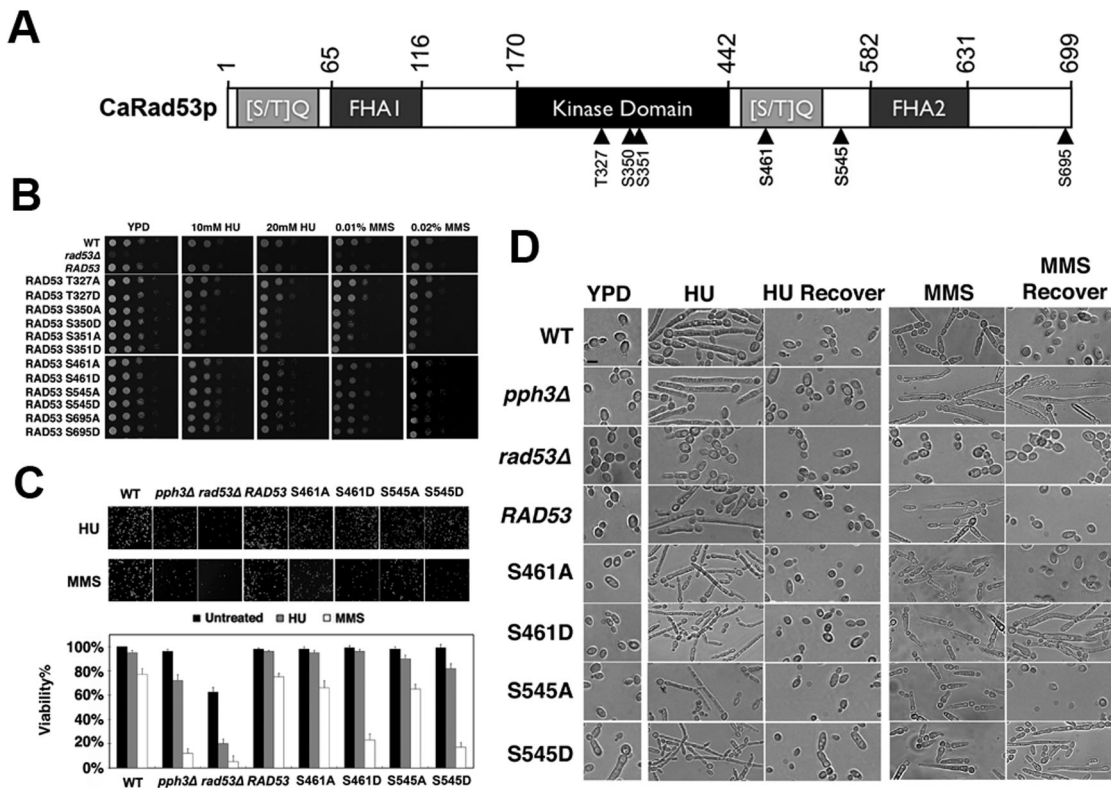 A
1 65 116 170 442 582 631 699
CaRad53p [S/T]Q FHA1 Kinase Domain [S/T]Q FHA2
T327 S350 S351 S461 S545 S695
B
YPD 10mM HU 20mM HU 0.01% MMS 0.02% MMS
WT
rad53Δ
RAD53
RAD53 T327A
RAD53 T327D
RAD53 S350A
RAD53 S350D
RAD53 S351A
RAD53 S351D
RAD53 S461A
RAD53 S461D
RAD53 S545A
RAD53 S545D
RAD53 S695A
RAD53 S695D
C
WT pph3Δ rad53Δ RAD53 S461A S461D S545A S545D
HU
MMS
Untreated HU MMS
Viability%
100%
80%
60%
40%
20%
0%
WT pph3Δ rad53Δ RAD53 S461A S461D S545A S545D
D
YPD HU HU Recover MMS MMS Recover
WT
pph3Δ
rad53Δ
RAD53
S461A
S461D
S545A
S545D